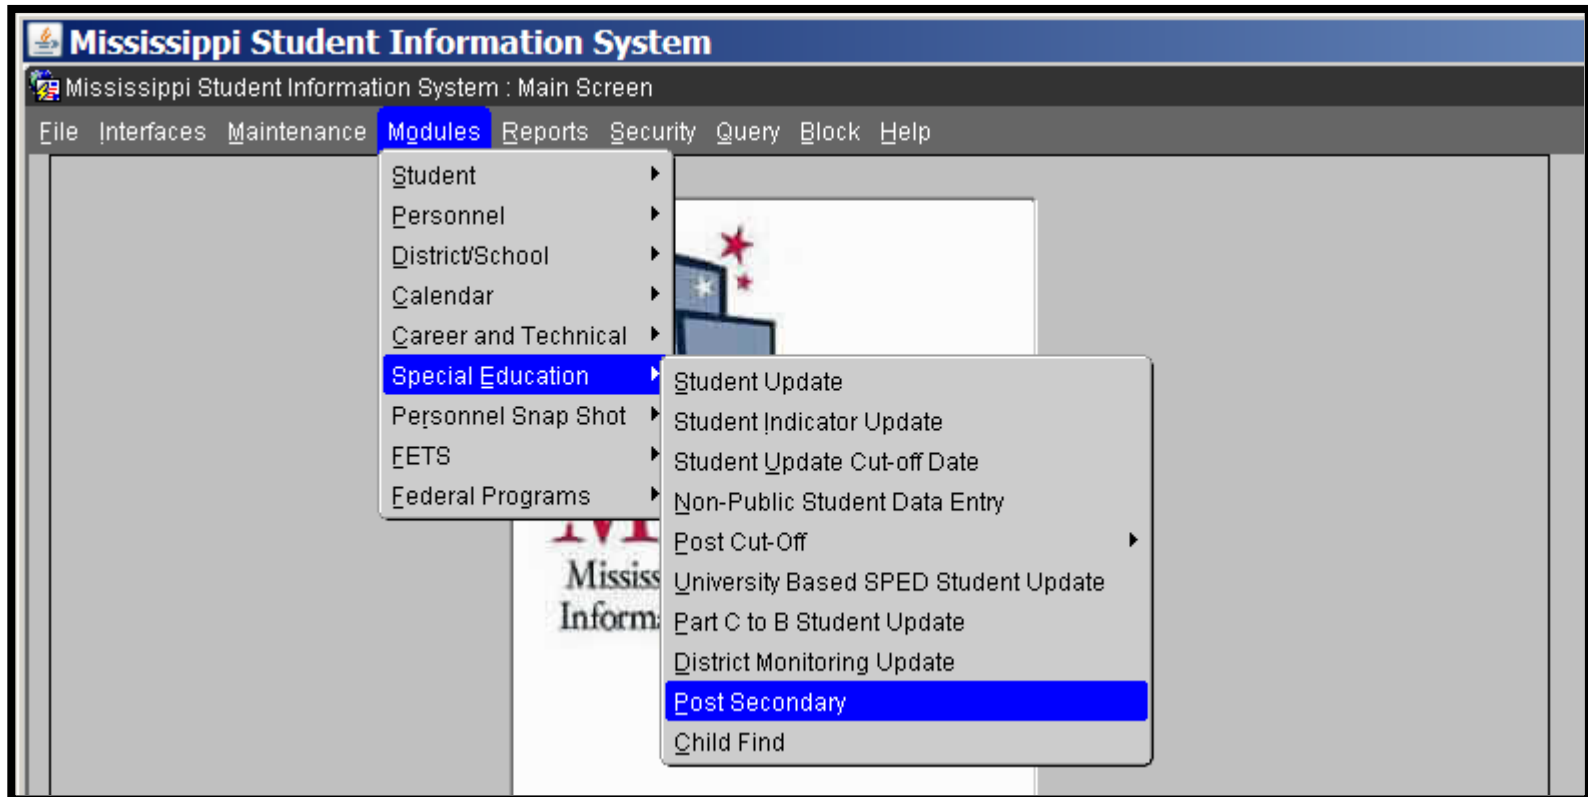 Mississippi Student Information System
Mississippi Student Information System : Main Screen
File Interfaces Maintenance Modules Reports Security Query Block Help
Student
Personnel
District/School
Calendar
Career and Technical
Special Education
Personnel Snap Shot
FETS
Federal Programs
Student Update
Student Indicator Update
Student Update Cut-off Date
Non-Public Student Data Entry
Post Cut-Off
University Based SPED Student Update
Part C to B Student Update
District Monitoring Update
Post Secondary
Child Find